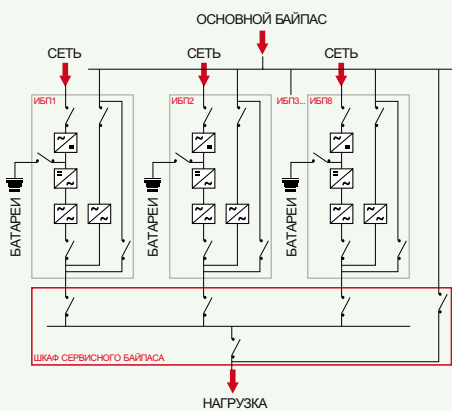 ОСНОВНОЙ БАЙПАС
СЕТЬ
СЕТЬ
СЕТЬ
ИБП1
ИБП2
ИБП3...
ИБП8
БАТАРЕИ
БАТАРЕИ
БАТАРЕИ
ШКАФ СЕРВИСНОГО БАЙПАСА
НАГРУЗКА